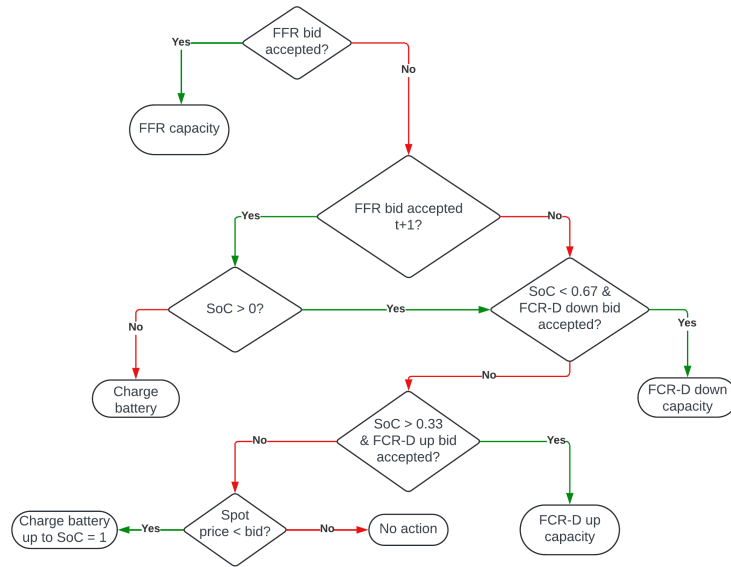 FFR bid
accepted?
Yes
No
FFR capacity
FFR bid accepted
t+1?
Yes
No
SoC > 0?
Yes
SoC < 0.67 &
FCR-D down bid
accepted?
No
Yes
Charge
battery
No
FCR-D down
capacity
SoC > 0.33
& FCR-D up bid
accepted?
No
Yes
Spot
price < bid?
Yes
No
Charge battery
up to SoC = 1
No action
FCR-D up
capacity